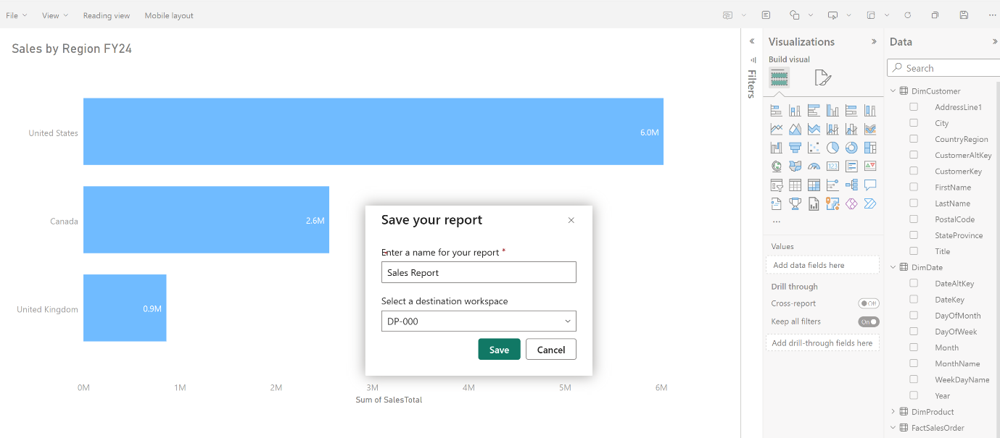 File View Reading view Mobile layout
Sales by Region FY24
United States 6.0M
Canada 2.6M
United Kingdom 0.9M
0M 1M 2M 3M 4M 5M 6M
Sum of SalesTotal
Save your report
Enter a name for your report *
Sales Report
Select a destination workspace
DP-000
Save Cancel
Filters
Visualizations
Build visual
123
...
Values
Add data fields here
Drill through
Cross-report Off
Keep all filters On
Add drill-through fields here
Data
Search
DimCustomer
AddressLine1
City
CountryRegion
CustomerAltKey
CustomerKey
FirstName
LastName
PostalCode
StateProvince
Title
DimDate
DateAltKey
DateKey
DayOfMonth
DayOfWeek
Month
MonthName
WeekDayName
Year
DimProduct
FactSalesOrder